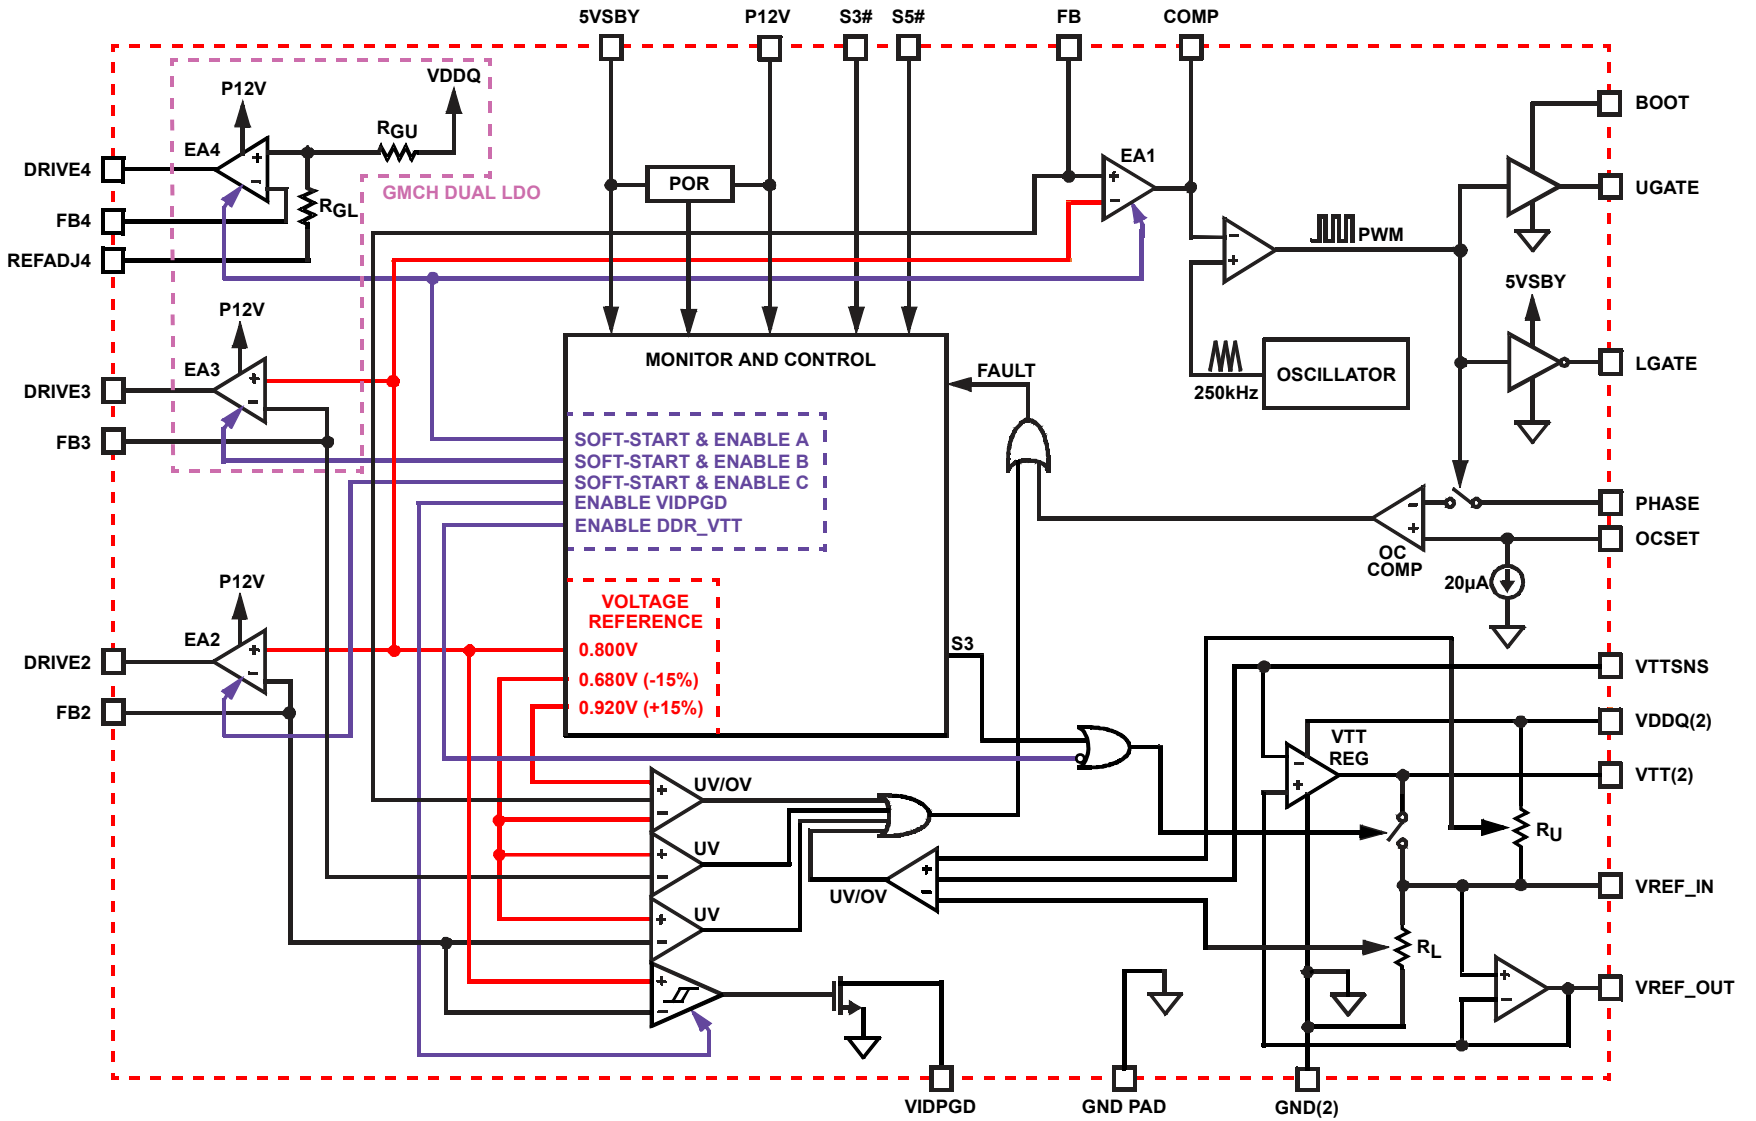 5VSBY
P12V
S3#
S5#
FB
COMP
VDDQ
P12V
BOOT
RGU
EA4
+
-
DRIVE4
GMCH DUAL LDO
POR
EA1
+
-
UGATE
RGL
FB4
REFADJ4
-
+
PWM
5VSBY
P12V
EA3
+
-
DRIVE3
MONITOR AND CONTROL
FAULT
250kHz
OSCILLATOR
LGATE
FB3
SOFT-START & ENABLE A
SOFT-START & ENABLE B
SOFT-START & ENABLE C
ENABLE VIDPGD
ENABLE DDR_VTT
-
+
PHASE
OCSET
OC
COMP
20µA
P12V
VOLTAGE
REFERENCE
EA2
+
-
DRIVE2
0.800V
0.680V (-15%)
0.920V (+15%)
S3
VTTSNS
FB2
VDDQ(2)
VTT
REG
-
+
VTT(2)
+
-
UV/OV
RU
+
-
UV
+
-
UV/OV
VREF_IN
+
-
UV
RL
+
-
+
-
VREF_OUT
VIDPGD
GND PAD
GND(2)